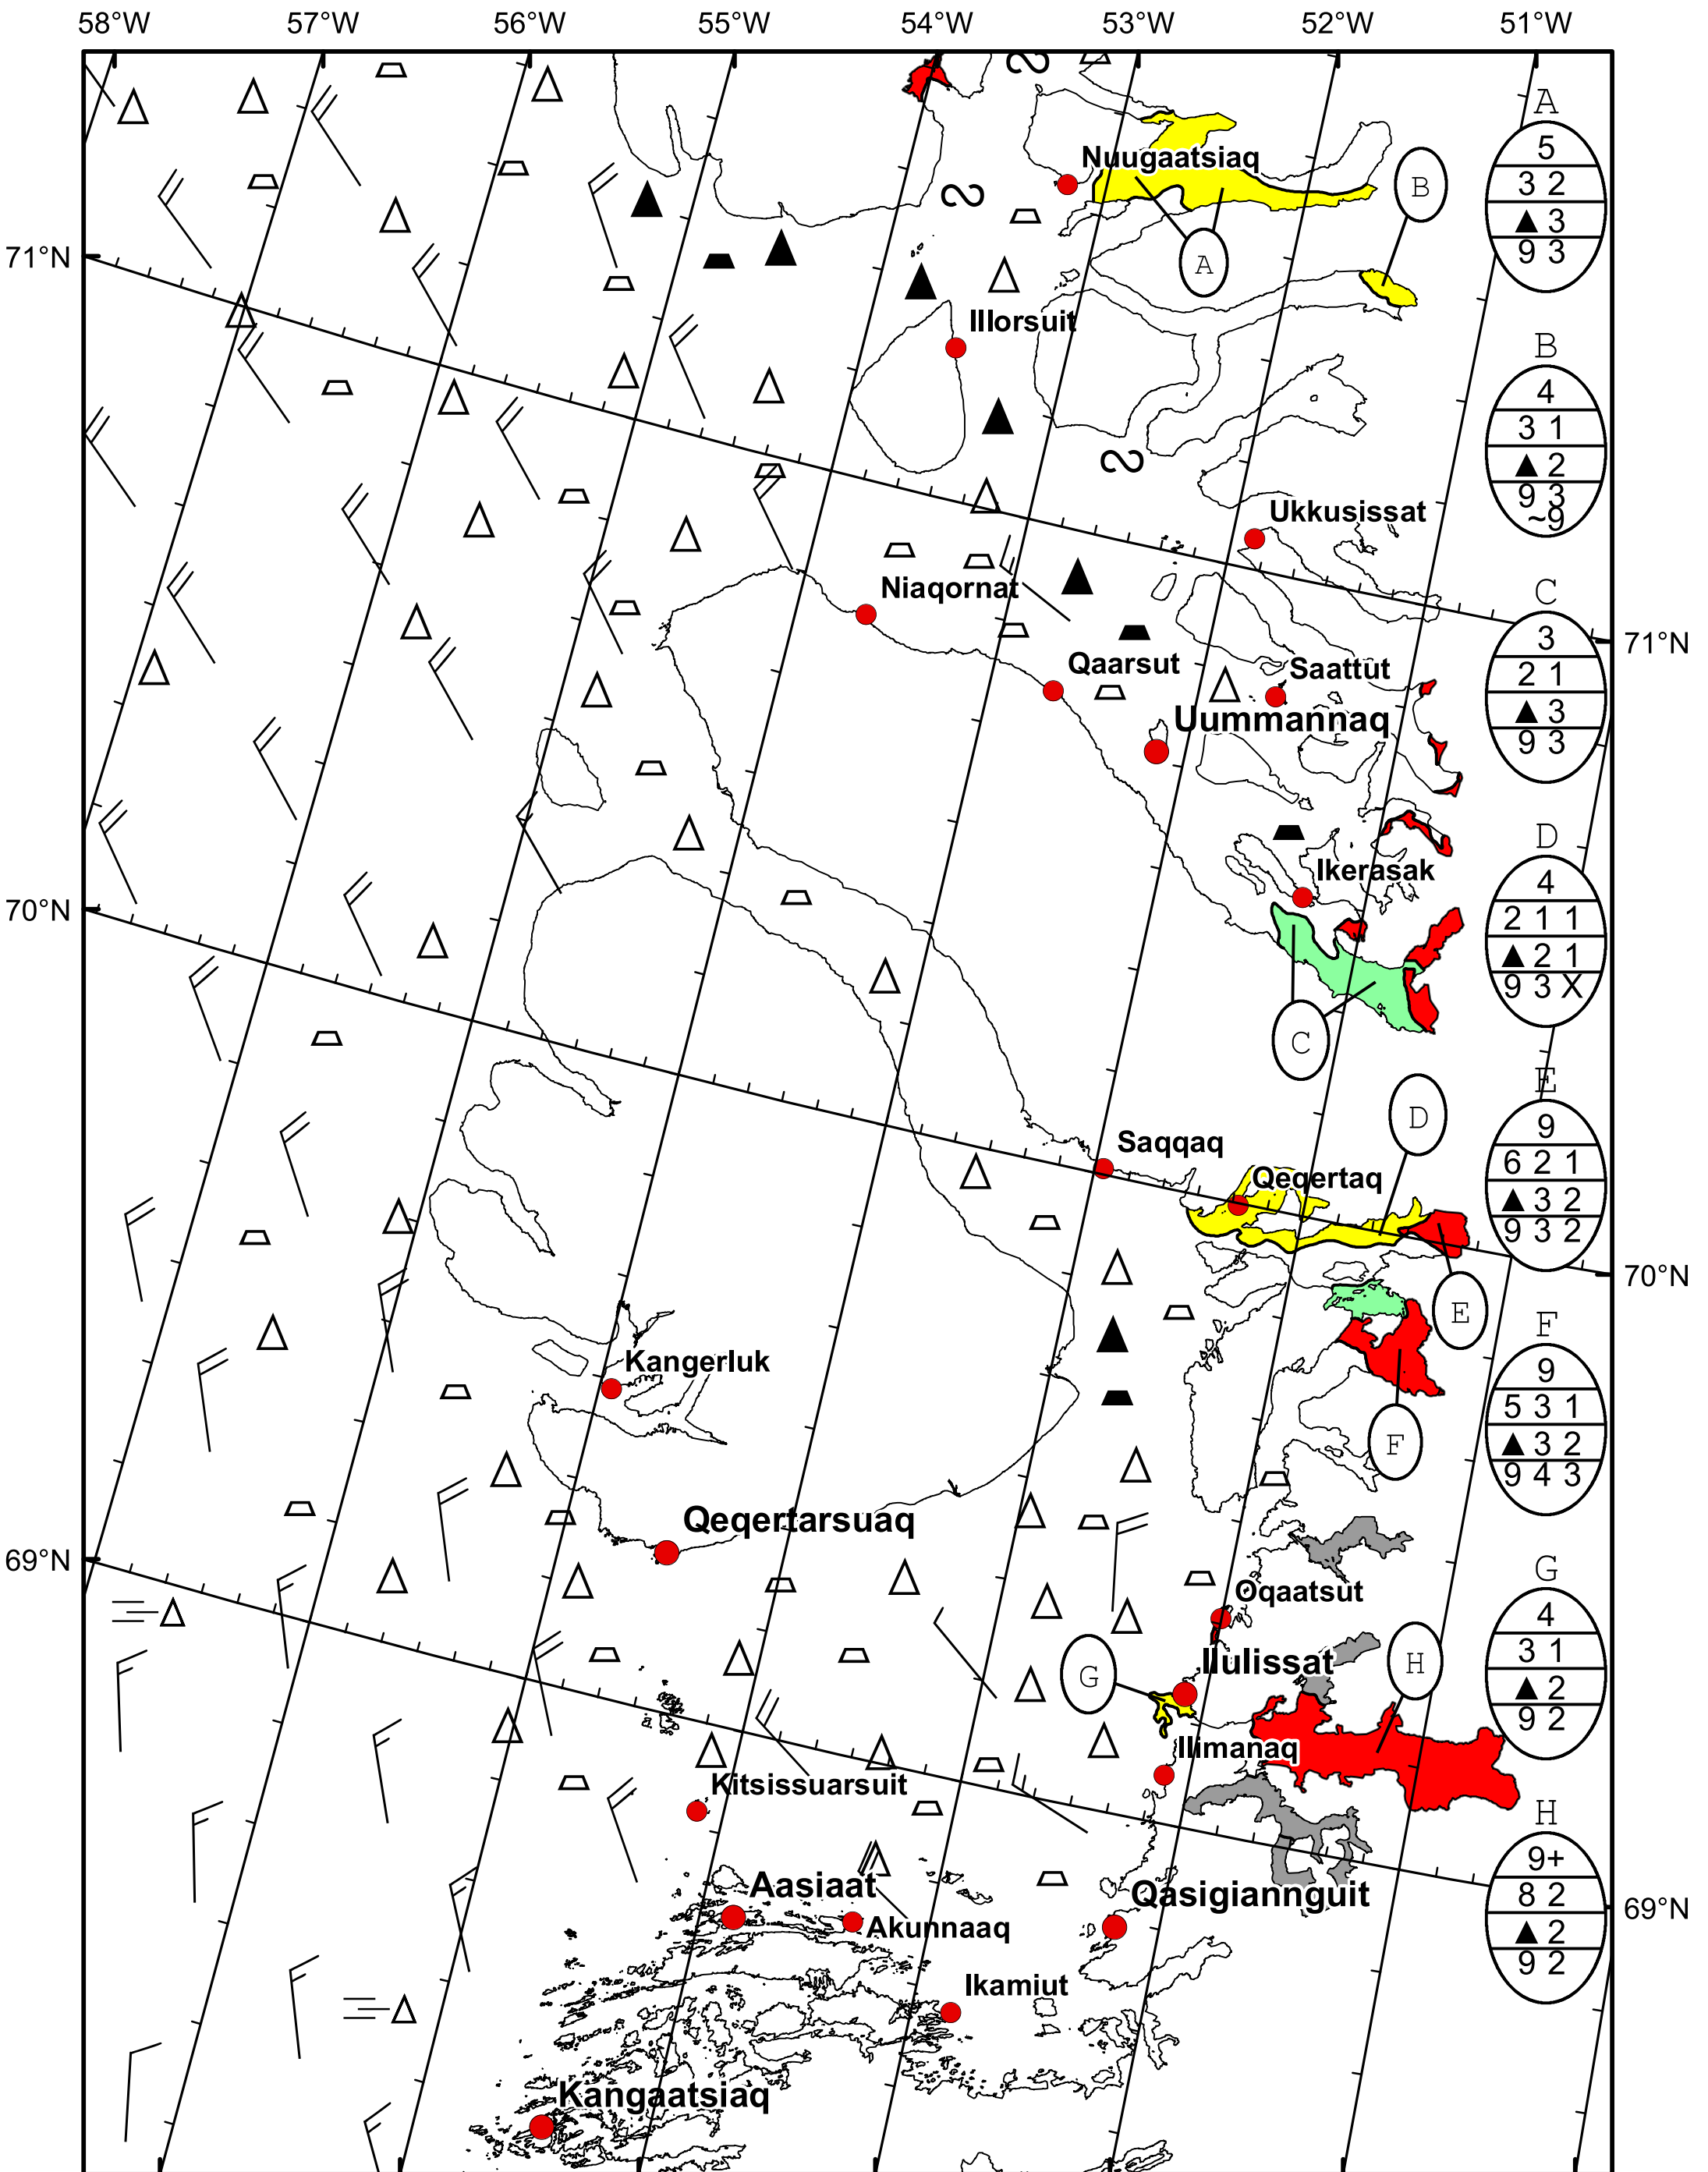 58°W 57°W 56°W 55°W 54°W 53°W 52°W 51°W
A
5
3 2
▲ 3
9 3
Nuugaatsiaq
B
A
71°N
Illorsuit
B
4
3 1
▲ 2
9 3
~9
Ukkusissat
Niaqornat
C
3
2 1
▲ 3
9 3
71°N
Qaarsut
Saattut
Uummannaq
D
4
2 1 1
▲ 2 1
9 3 X
Ikerasak
70°N
C
E
9
6 2 1
▲ 3 2
9 3 2
D
Saqqaq
Qeqertaq
70°N
E
F
9
5 3 1
▲ 3 2
9 4 3
Kangerluk
F
Qeqertarsuaq
69°N
G
4
3 1
▲ 2
9 2
Oqaatsut
Ilulissat
G
H
Ilimanaq
Kitsissuarsuit
H
9+
8 2
▲ 2
9 2
Aasiaat
Qasigiannguit
69°N
Akunnaaq
Ikamiut
Kangaatsiaq